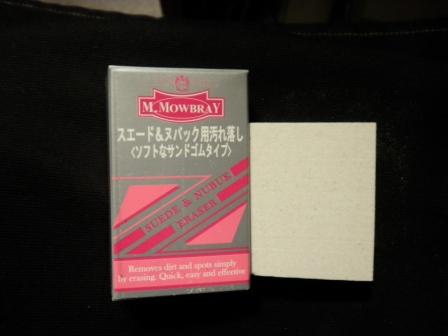 M. MOWBRAY
スエード&ヌバック用汚れ落し
〈ソフトなサンドゴムタイプ〉
SUEDE & NUBUK
ERASER
Removes dirt and spots simply
by erasing. Quick, easy and effective